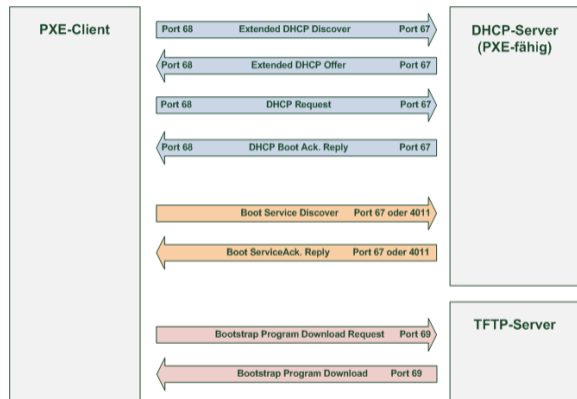 PXE-Client
DHCP-Server
(PXE-fähig)
Port 68 Extended DHCP Discover Port 67
Port 68 Extended DHCP Offer Port 67
Port 68 DHCP Request Port 67
Port 68 DHCP Boot Ack. Reply Port 67
Boot Service Discover Port 67 oder 4011
Boot ServiceAck. Reply Port 67 oder 4011
TFTP-Server
Bootstrap Program Download Request Port 69
Bootstrap Program Download Port 69